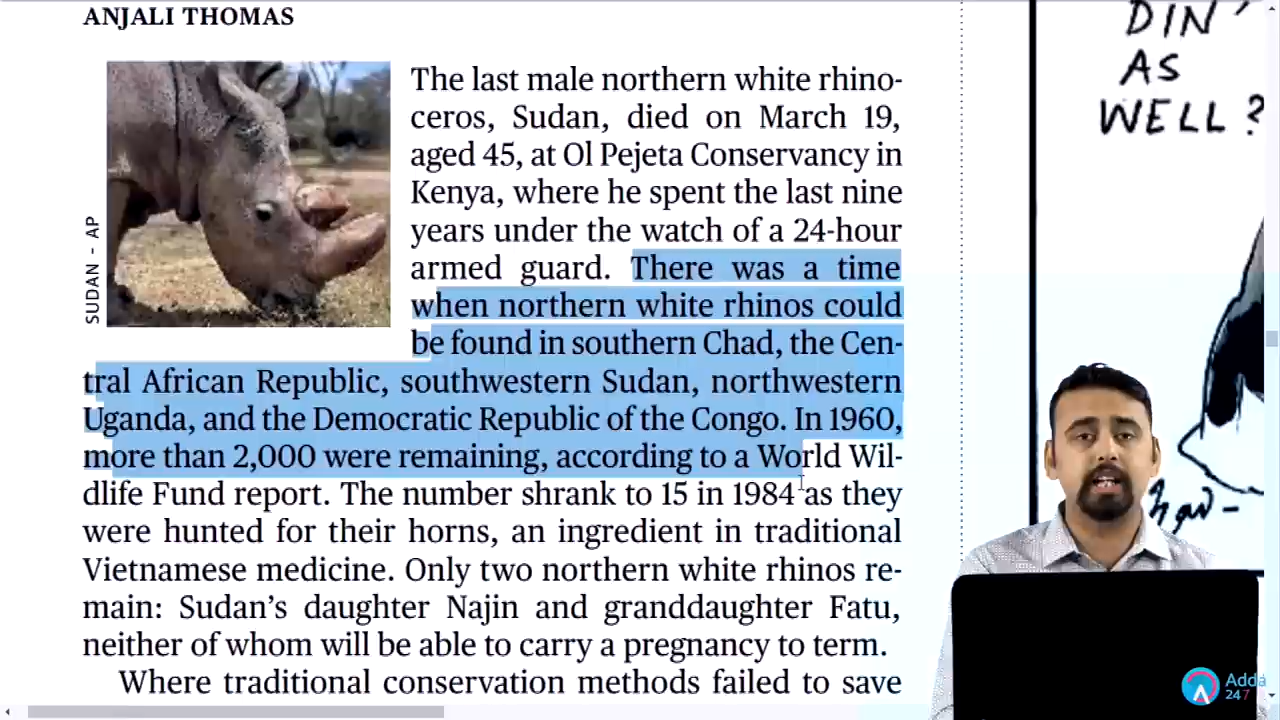 ANJALI THOMAS
SUDAN - AP
The last male northern white rhino-
ceros, Sudan, died on March 19,
aged 45, at Ol Pejeta Conservancy in
Kenya, where he spent the last nine
years under the watch of a 24-hour
armed guard. There was a time
when northern white rhinos could
be found in southern Chad, the Cen-
tral African Republic, southwestern Sudan, northwestern
Uganda, and the Democratic Republic of the Congo. In 1960,
more than 2,000 were remaining, according to a World Wil-
dlife Fund report. The number shrank to 15 in 1984 as they
were hunted for their horns, an ingredient in traditional
Vietnamese medicine. Only two northern white rhinos re-
main: Sudan's daughter Najin and granddaughter Fatu,
neither of whom will be able to carry a pregnancy to term.
Where traditional conservation methods failed to save
DIN'
AS
WELL?
Adda
247